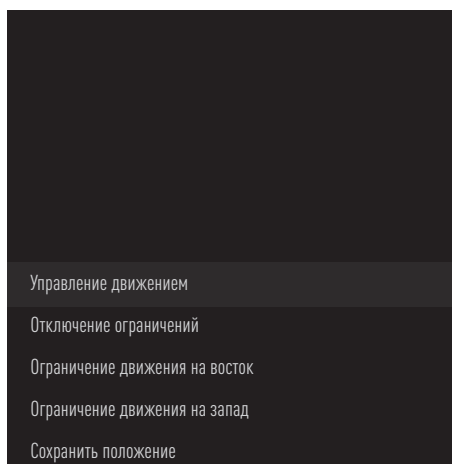 Управление движением
Отключение ограничений
Ограничение движения на восток
Ограничение движения на запад
Сохранить положение